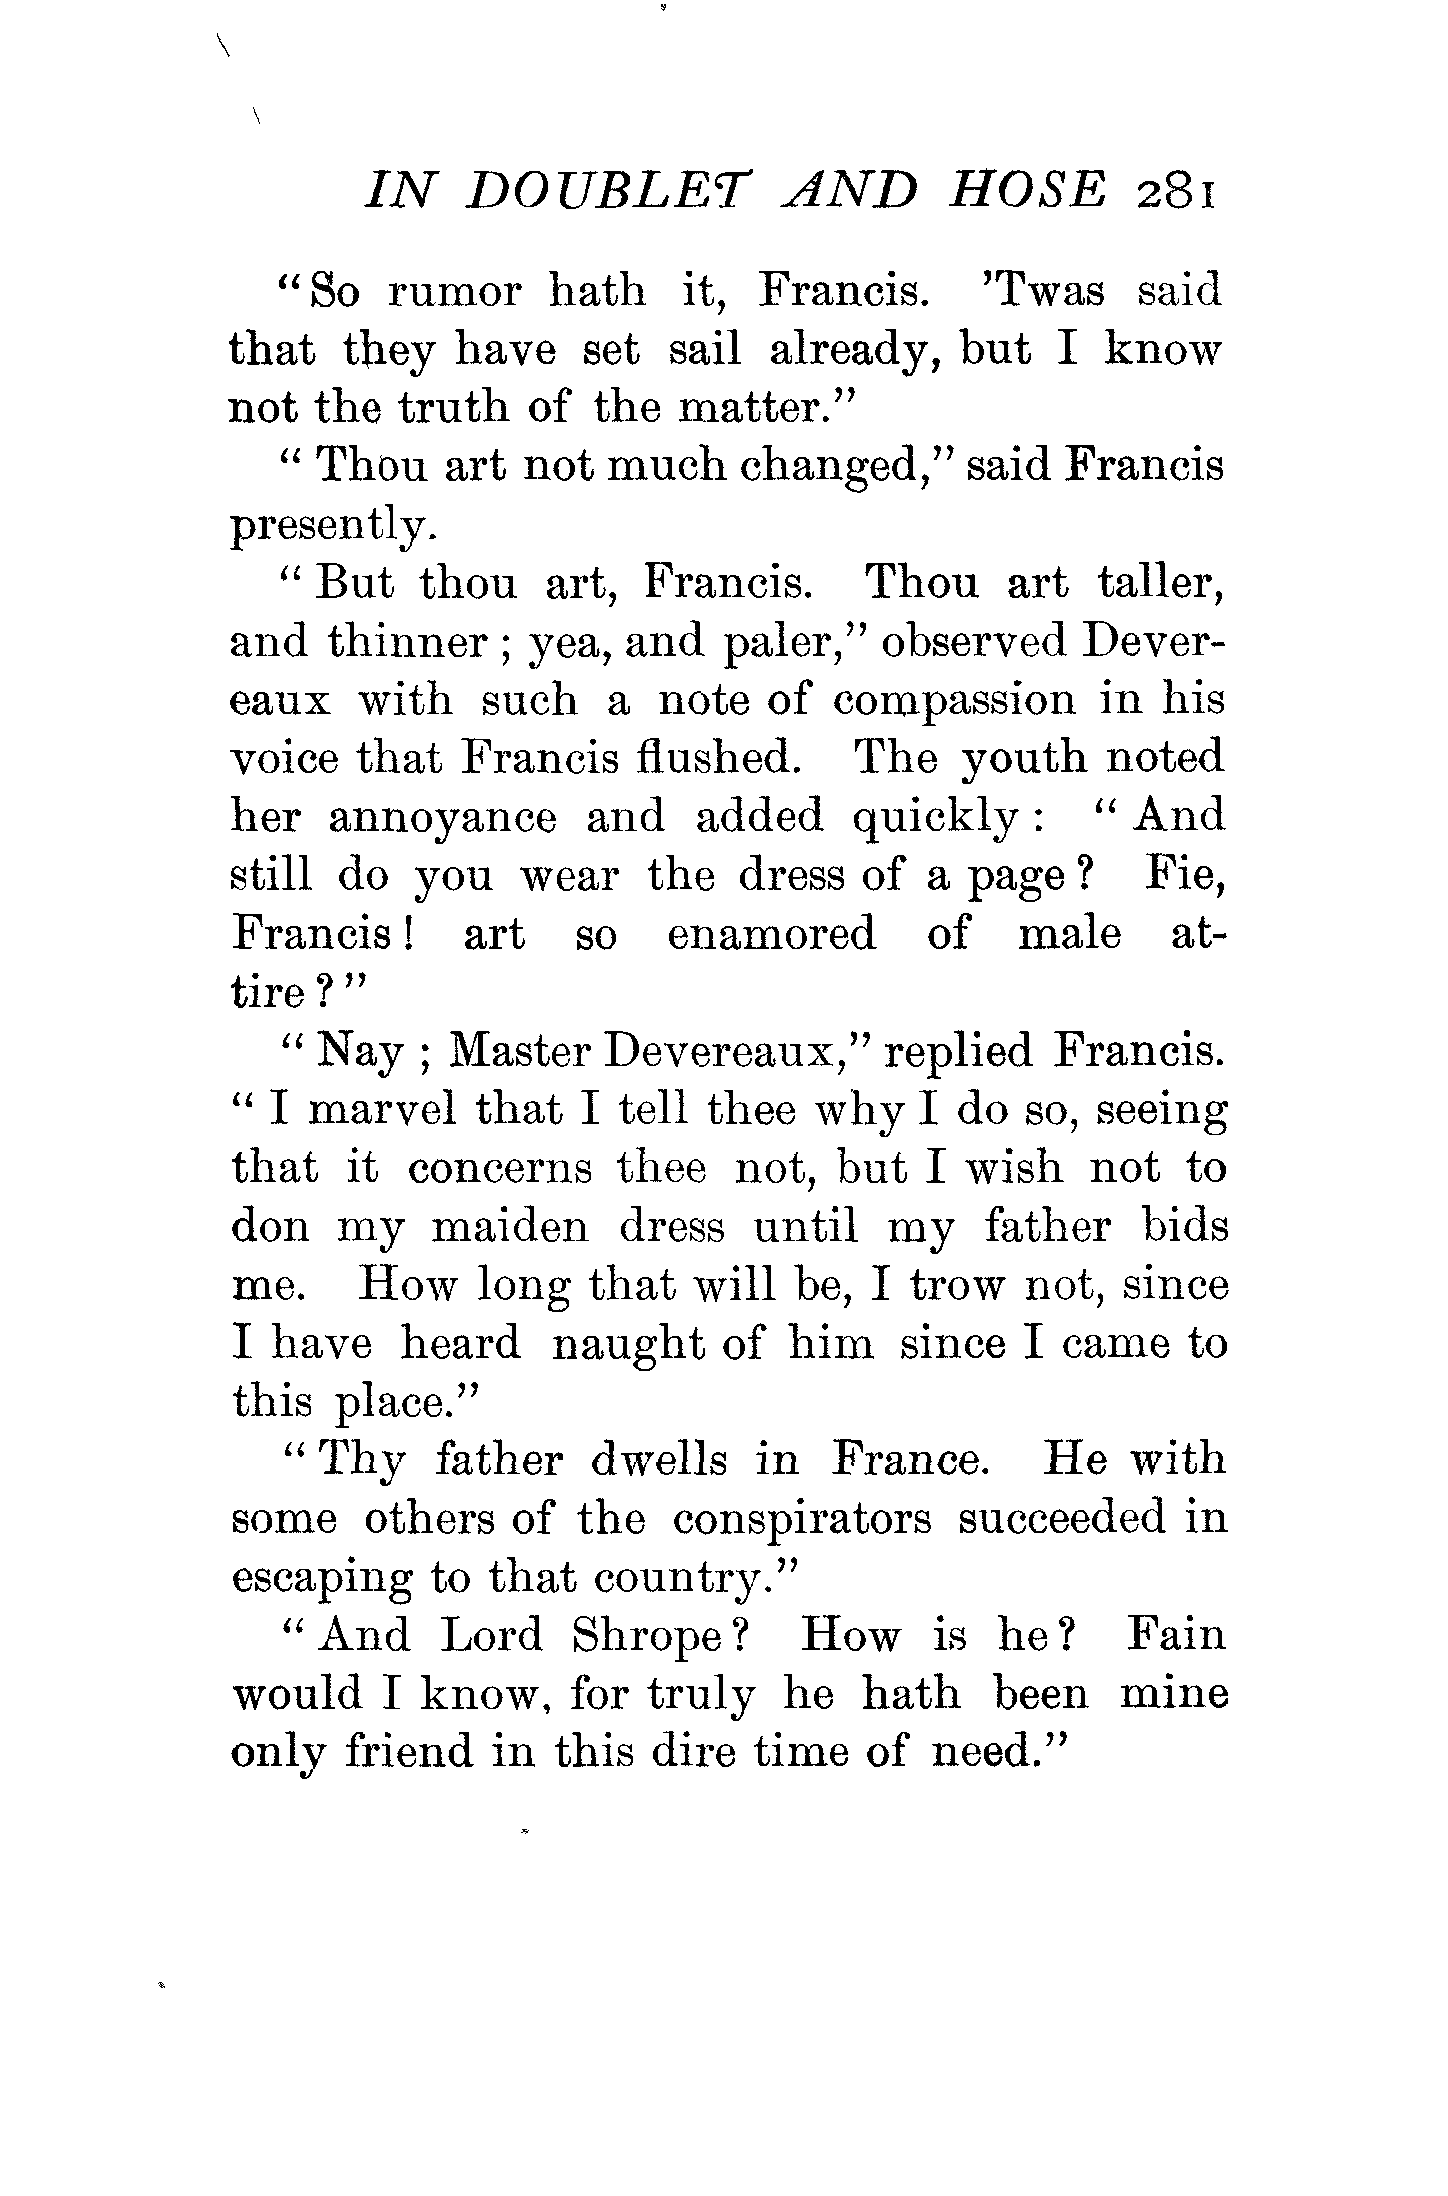 IN DOUBLET AND HOSE 281
"So rumor hath it, Francis. 'Twas said
that they have set sail already, but I know
not the truth of the matter."
"Thou art not much changed," said Francis
presently.
"But thou art, Francis. Thou art taller,
and thinner; yea, and paler," observed Dever-
eaux with such a note of compassion in his
voice that Francis flushed. The youth noted
her annoyance and added quickly: "And
still do you wear the dress of a page? Fie,
Francis! art so enamored of male at-
tire?"
"Nay; Master Devereaux," replied Francis.
"I marvel that I tell thee why I do so, seeing
that it concerns thee not, but I wish not to
don my maiden dress until my father bids
me. How long that will be, I trow not, since
I have heard naught of him since I came to
this place."
"Thy father dwells in France. He with
some others of the conspirators succeeded in
escaping to that country."
"And Lord Shrope? How is he? Fain
would I know, for truly he hath been mine
only friend in this dire time of need."